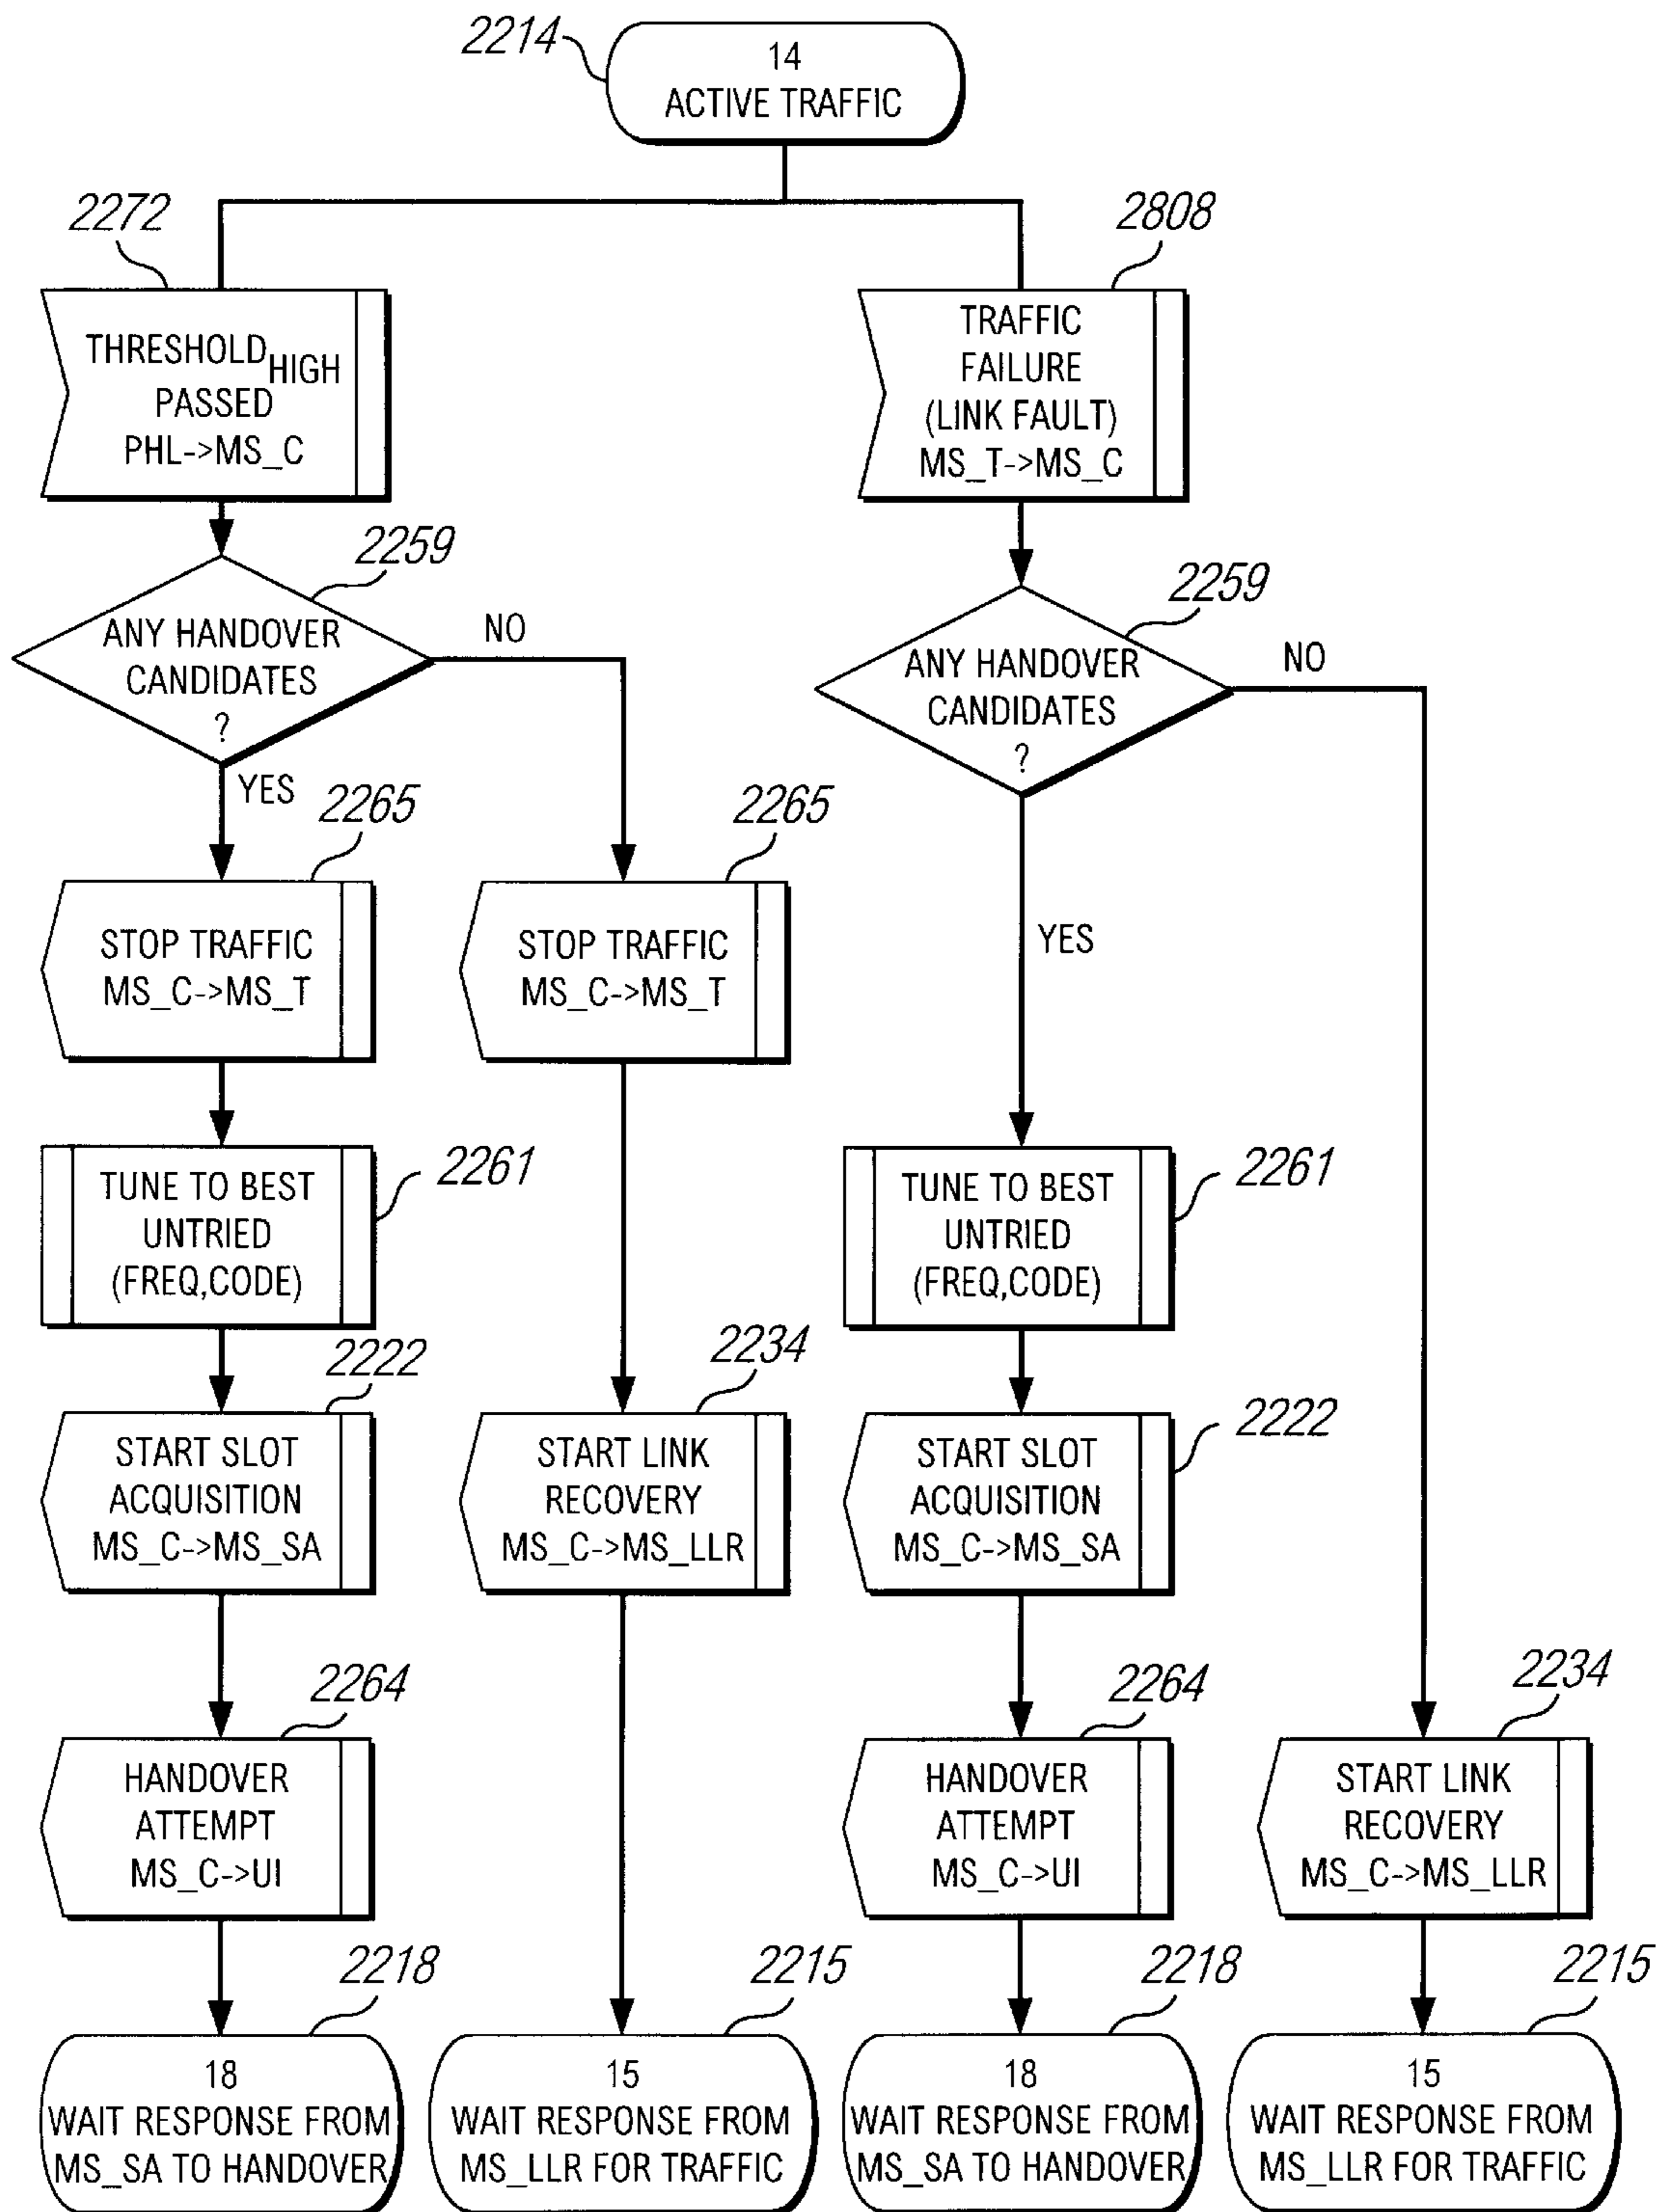 2214
14
ACTIVE TRAFFIC
2272
THRESHOLD HIGH
PASSED
PHL->MS_C
2808
TRAFFIC
FAILURE
(LINK FAULT)
MS_T->MS_C
2259
ANY HANDOVER
CANDIDATES
?
NO
YES
2259
ANY HANDOVER
CANDIDATES
?
NO
YES
2265
STOP TRAFFIC
MS_C->MS_T
2265
STOP TRAFFIC
MS_C->MS_T
2261
TUNE TO BEST
UNTRIED
(FREQ,CODE)
2261
TUNE TO BEST
UNTRIED
(FREQ,CODE)
2222
START SLOT
ACQUISITION
MS_C->MS_SA
2234
START LINK
RECOVERY
MS_C->MS_LLR
2222
START SLOT
ACQUISITION
MS_C->MS_SA
2264
HANDOVER
ATTEMPT
MS_C->UI
2264
HANDOVER
ATTEMPT
MS_C->UI
2234
START LINK
RECOVERY
MS_C->MS_LLR
2218
18
WAIT RESPONSE FROM
MS_SA TO HANDOVER
2215
15
WAIT RESPONSE FROM
MS_LLR FOR TRAFFIC
2218
18
WAIT RESPONSE FROM
MS_SA TO HANDOVER
2215
15
WAIT RESPONSE FROM
MS_LLR FOR TRAFFIC